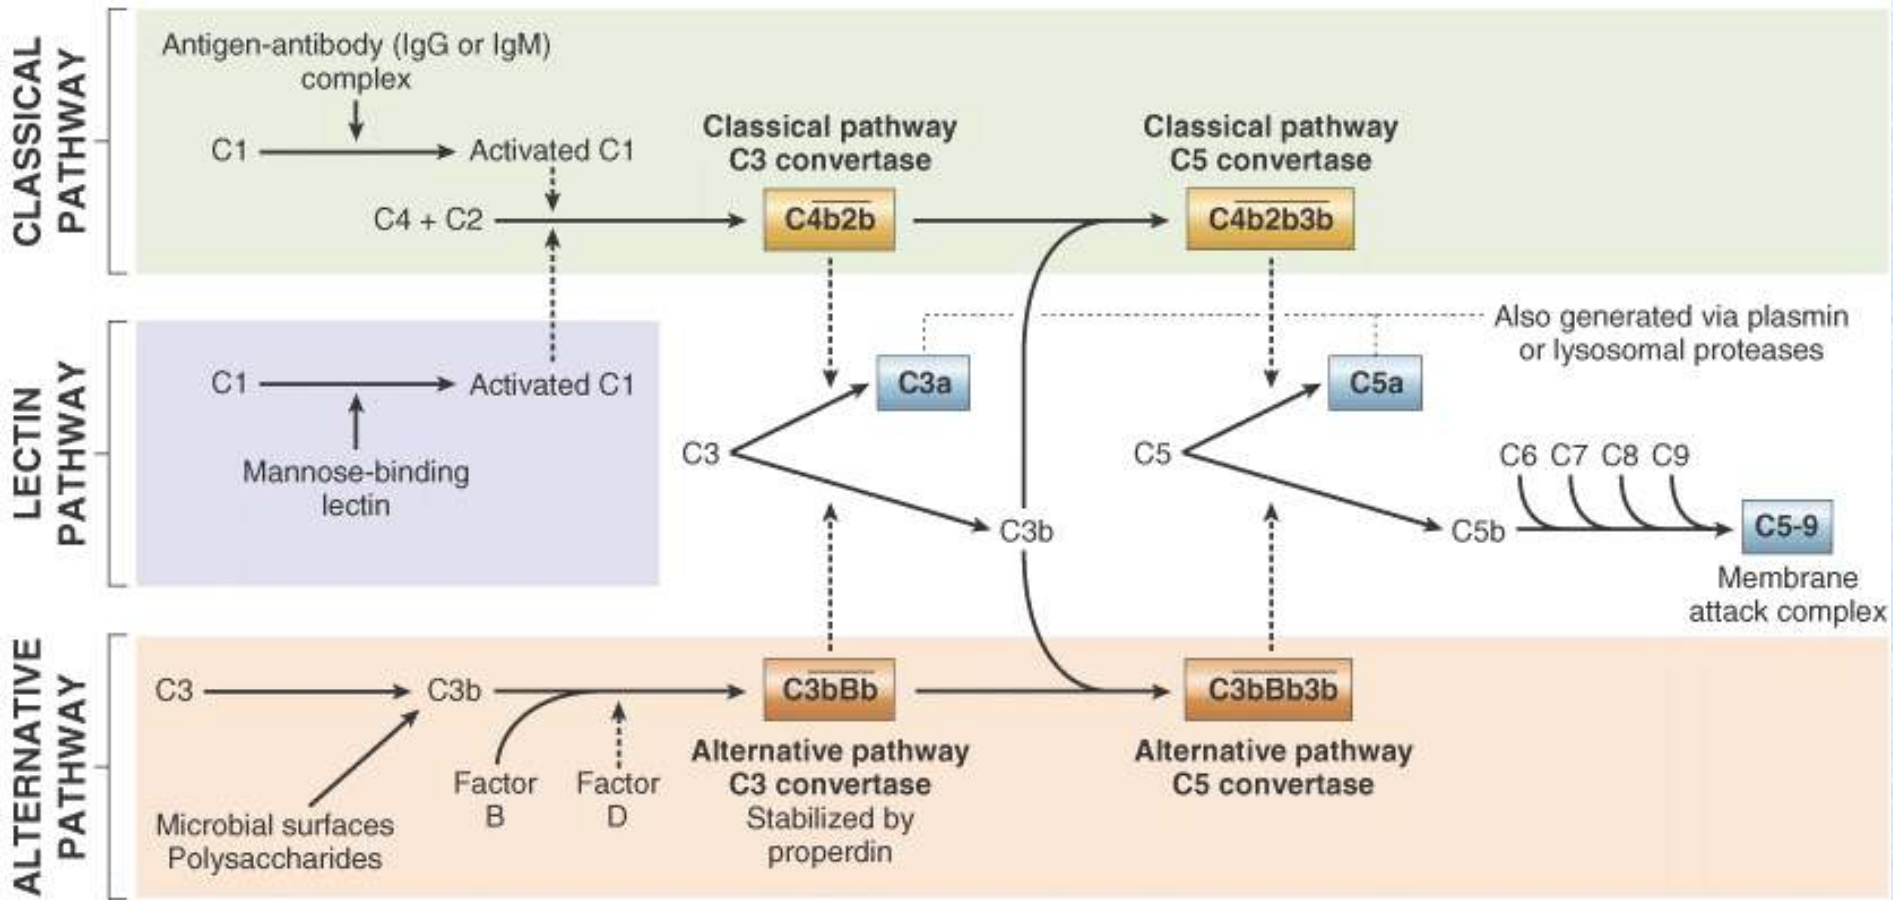 CLASSICAL
PATHWAY
Antigen-antibody (IgG or IgM)
complex
C1
Activated C1
C4 + C2
Classical pathway
C3 convertase
C4b2b
Classical pathway
C5 convertase
C4b2b3b
LECTIN
PATHWAY
C1
Activated C1
Mannose-binding
lectin
C3
C3a
C3b
Also generated via plasmin
or lysosomal proteases
C5
C5a
C5b
C6 C7 C8 C9
C5-9
Membrane
attack complex
ALTERNATIVE
PATHWAY
C3
C3b
Microbial surfaces
Polysaccharides
Factor
B
Factor
D
C3bBb
Alternative pathway
C3 convertase
Stabilized by
properdin
C3bBb3b
Alternative pathway
C5 convertase